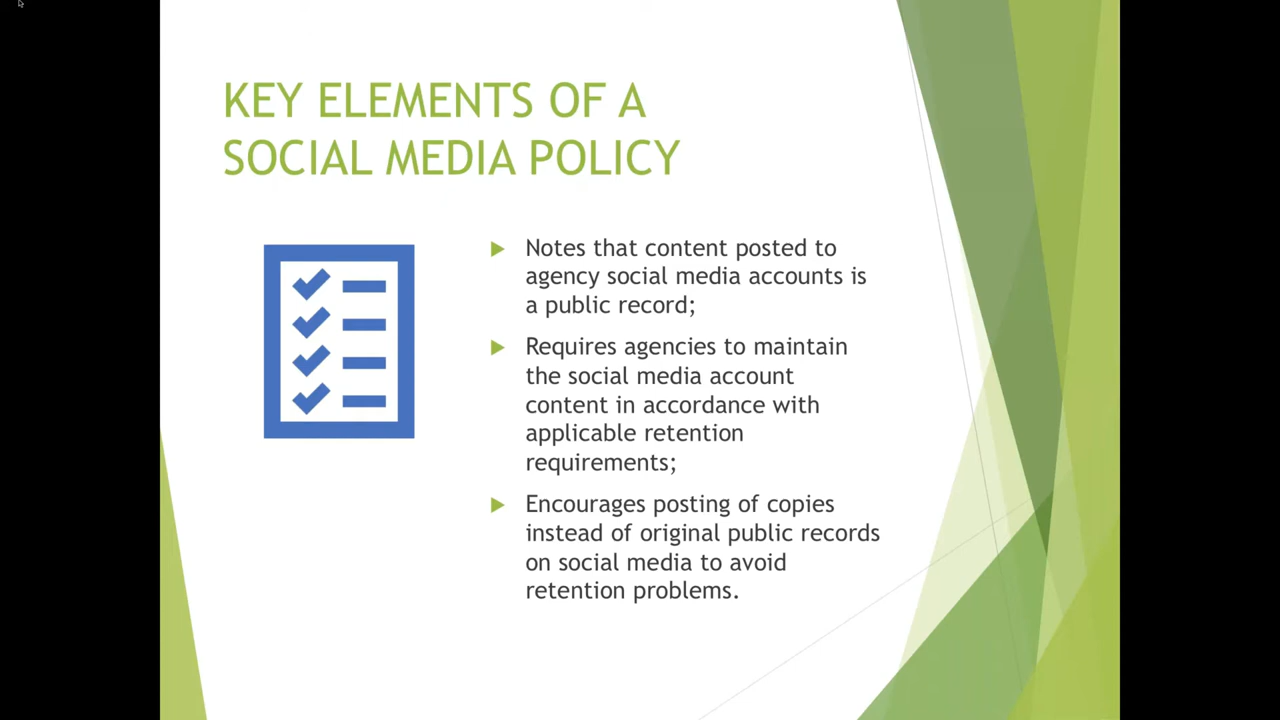 KEY ELEMENTS OF A
SOCIAL MEDIA POLICY
Notes that content posted to
agency social media accounts is
a public record;
Requires agencies to maintain
the social media account
content in accordance with
applicable retention
requirements;
Encourages posting of copies
instead of original public records
on social media to avoid
retention problems.